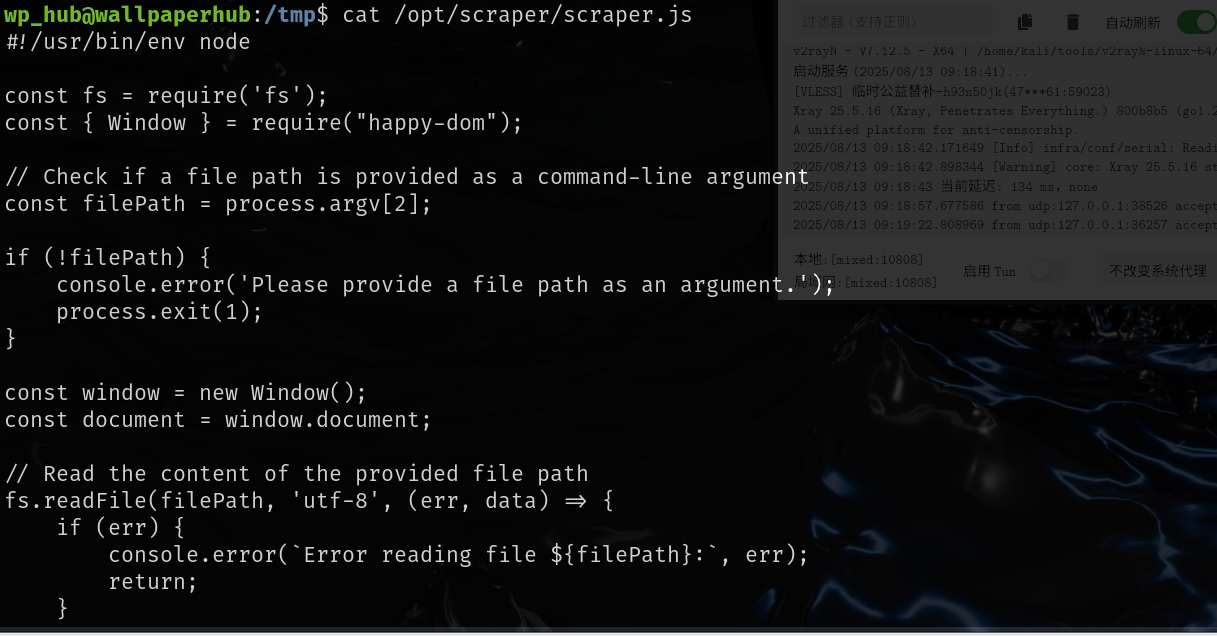 wp_hub@wallpaperhub:/tmp$ cat /opt/scraper/scraper.js
#!/usr/bin/env node
const fs = require('fs');
const { Window } = require("happy-dom");
// Check if a file path is provided as a command-line argument
const filePath = process.argv[2];
if (!filePath) {
    console.error('Please provide a file path as an argument.');
    process.exit(1);
}
const window = new Window();
const document = window.document;
// Read the content of the provided file path
fs.readFile(filePath, 'utf-8', (err, data) => {
    if (err) {
        console.error(`Error reading file ${filePath}:`, err);
        return;
    }
过滤器 (支持正则)
自动刷新
v2rayN - V7.12.5 - X64 | /home/kali/tools/v2rayN-linux-64/
启动服务 (2025/08/13 09:18:41)...
[VLESS] 临时公益替补-h93n50jk(47***61:59023)
Xray 25.5.16 (Xray, Penetrates Everything.) 800b8b5 (go1.2
A unified platform for anti-censorship.
2025/08/13 09:18:42.171649 [Info] infra/conf/serial: Readi
2025/08/13 09:18:42.898344 [Warning] core: Xray 25.5.16 st
2025/08/13 09:18:43 当前延迟: 134 ms, none
2025/08/13 09:18:57.677586 from udp:127.0.0.1:38526 accept
2025/08/13 09:19:22.808969 from udp:127.0.0.1:36257 accept
本地:[mixed:10808]
启用 Tun
不改变系统代理
:[mixed:10808]